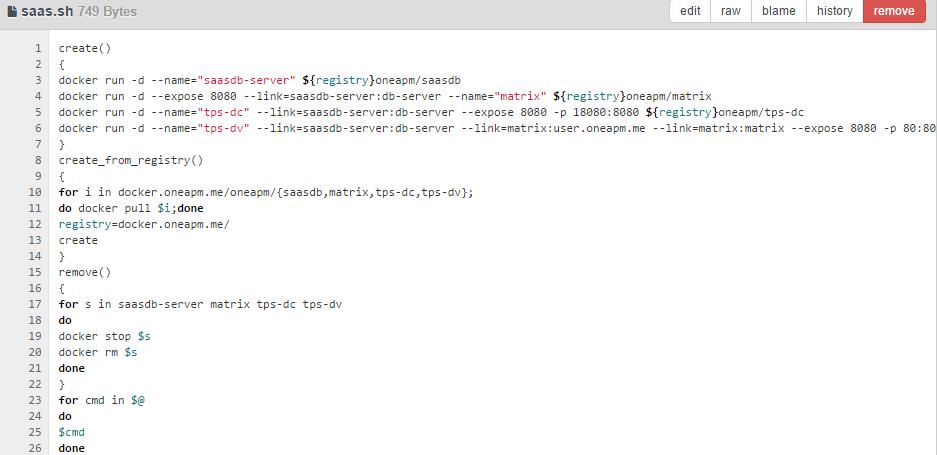 saas.sh 749 Bytes edit raw blame history remove
1 create()
2 {
3 docker run -d --name="saasdb-server" ${registry}oneapm/saasdb
4 docker run -d --expose 8080 --link=saasdb-server:db-server --name="matrix" ${registry}oneapm/matrix
5 docker run -d --name="tps-dc" --link=saasdb-server:db-server --expose 8080 -p 18080:8080 ${registry}oneapm/tps-dc
6 docker run -d --name="tps-dv" --link=saasdb-server:db-server --link=matrix:user.oneapm.me --link=matrix:matrix --expose 8080 -p 80:80
7 }
8 create_from_registry()
9 {
10 for i in docker.oneapm.me/oneapm/{saasdb,matrix,tps-dc,tps-dv};
11 do docker pull $i;done
12 registry=docker.oneapm.me/
13 create
14 }
15 remove()
16 {
17 for s in saasdb-server matrix tps-dc tps-dv
18 do
19 docker stop $s
20 docker rm $s
21 done
22 }
23 for cmd in $@
24 do
25 $cmd
26 done